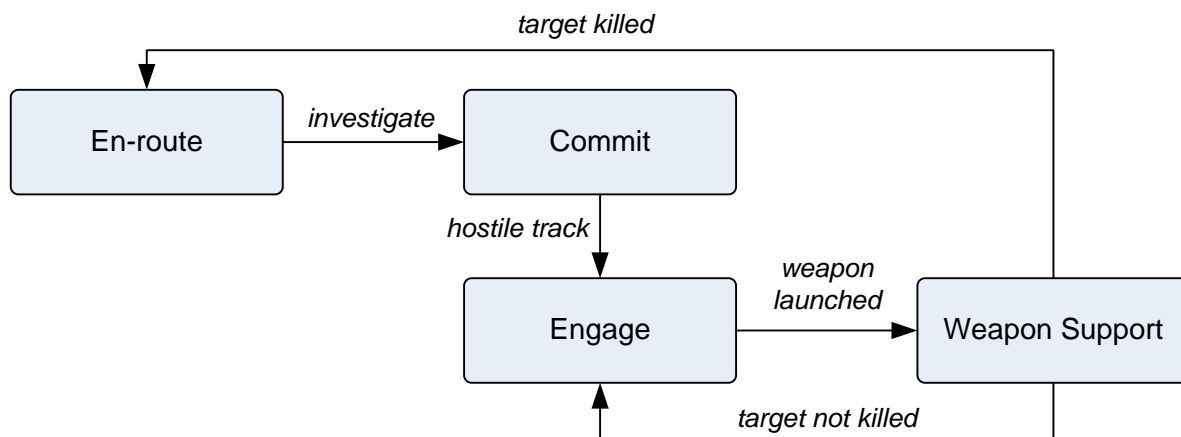 target killed
En-route
investigate
Commit
hostile track
weapon
launched
Engage
Weapon Support
target not killed